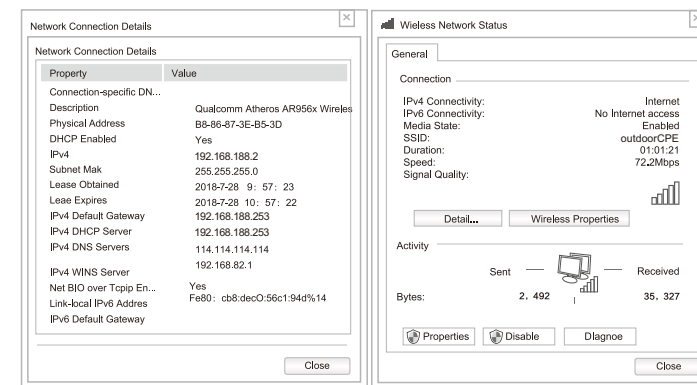 Network Connection Details
Network Connection Details
Property Value
Connection-specific DN...
Description Qualcomm Atheros AR956x Wireles
Physical Address B8-86-87-3E-B5-3D
DHCP Enabled Yes
IPv4 192.168.188.2
Subnet Mak 255.255.255.0
Lease Obtained 2018-7-28 9: 57: 23
Leae Expires 2018-7-28 10: 57: 22
IPv4 Default Gateway 192.168.188.253
IPv4 DHCP Server 192.168.188.253
IPv4 DNS Servers 114.114.114.114
192.168.82.1
IPv4 WINS Server
Net BIO over Tcpip En... Yes
Link-local IPv6 Addres Fe80: cb8:decO:56c1:94d%14
IPv6 Default Gateway
Close
Wieless Network Status
General
Connection
IPv4 Connectivity: Internet
IPv6 Connectivity: No Internet access
Media State: Enabled
SSID: outdoorCPE
Duration: 01:01:21
Speed: 72.2Mbps
Signal Quality:
Detail... Wireless Properties
Activity
Sent Received
Bytes: 2, 492 35, 327
Properties Disable DIagnoe
Close